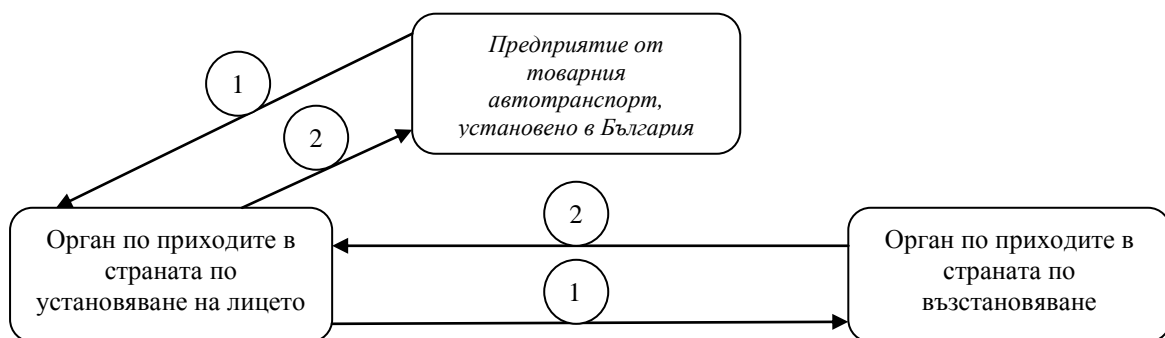 Предприятие от
товарния
автотранспорт,
установено в България
1
2
Орган по приходите в
страната по
установяване на лицето
2
1
Орган по приходите в
страната по
възстановяване